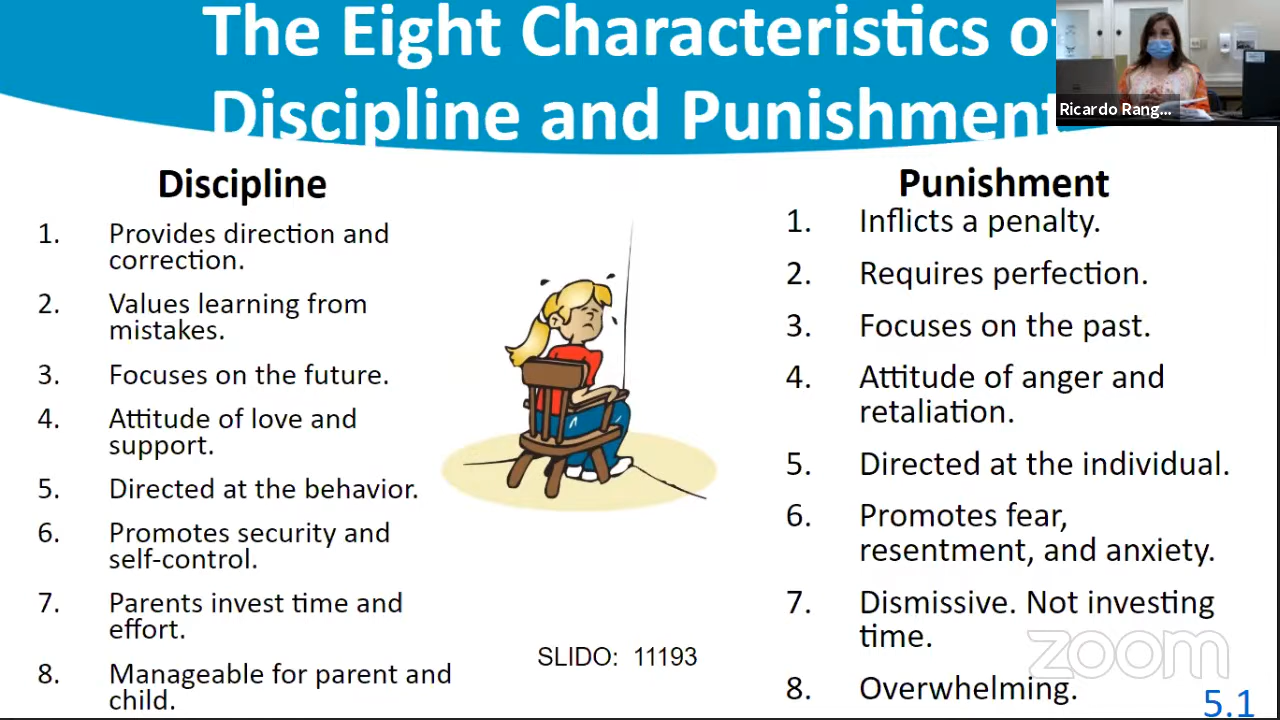 The Eight Characteristics of
Discipline and Punishment
Ricardo Rang...
Discipline
1. Provides direction and
correction.
2. Values learning from
mistakes.
3. Focuses on the future.
4. Attitude of love and
support.
5. Directed at the behavior.
6. Promotes security and
self-control.
7. Parents invest time and
effort.
8. Manageable for parent and
child.
SLIDO: 11193
Punishment
1. Inflicts a penalty.
2. Requires perfection.
3. Focuses on the past.
4. Attitude of anger and
retaliation.
5. Directed at the individual.
6. Promotes fear,
resentment, and anxiety.
7. Dismissive. Not investing
time.
8. Overwhelming.
zoom
5.1